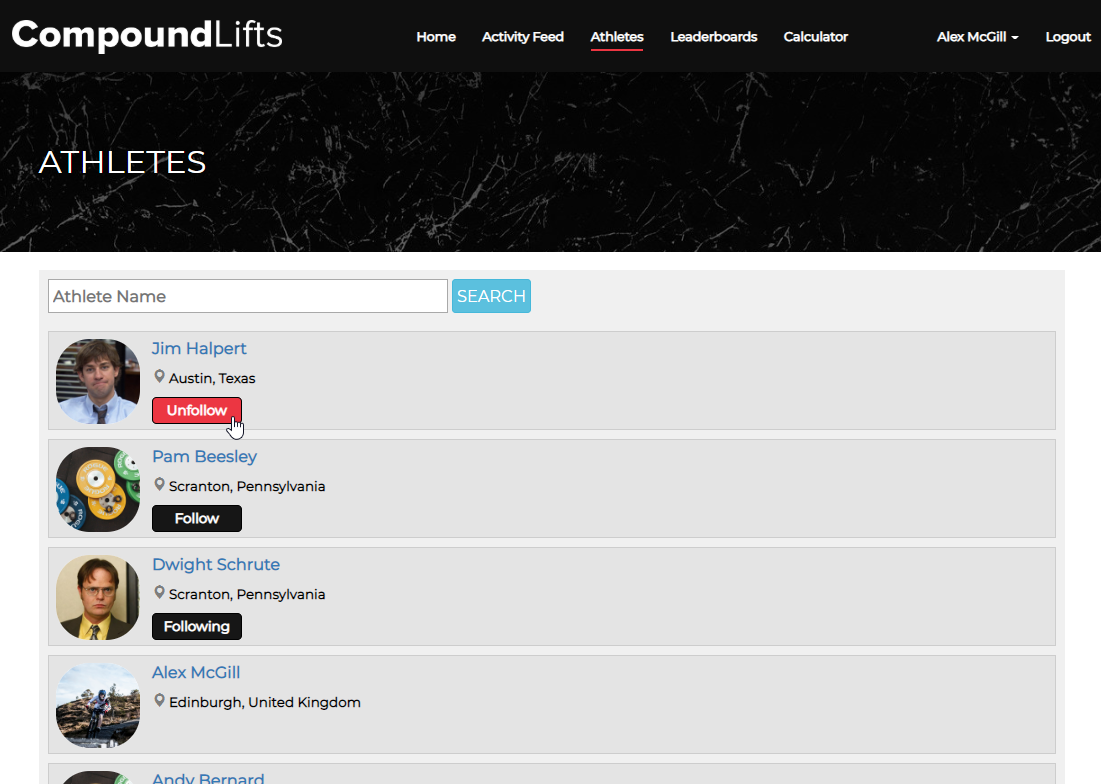 CompoundLifts
Home Activity Feed Athletes Leaderboards Calculator Alex McGill Logout
ATHLETES
Athlete Name SEARCH
Jim Halpert
Austin, Texas
Unfollow
Pam Beesley
Scranton, Pennsylvania
Follow
Dwight Schrute
Scranton, Pennsylvania
Following
Alex McGill
Edinburgh, United Kingdom
Andy Bernard